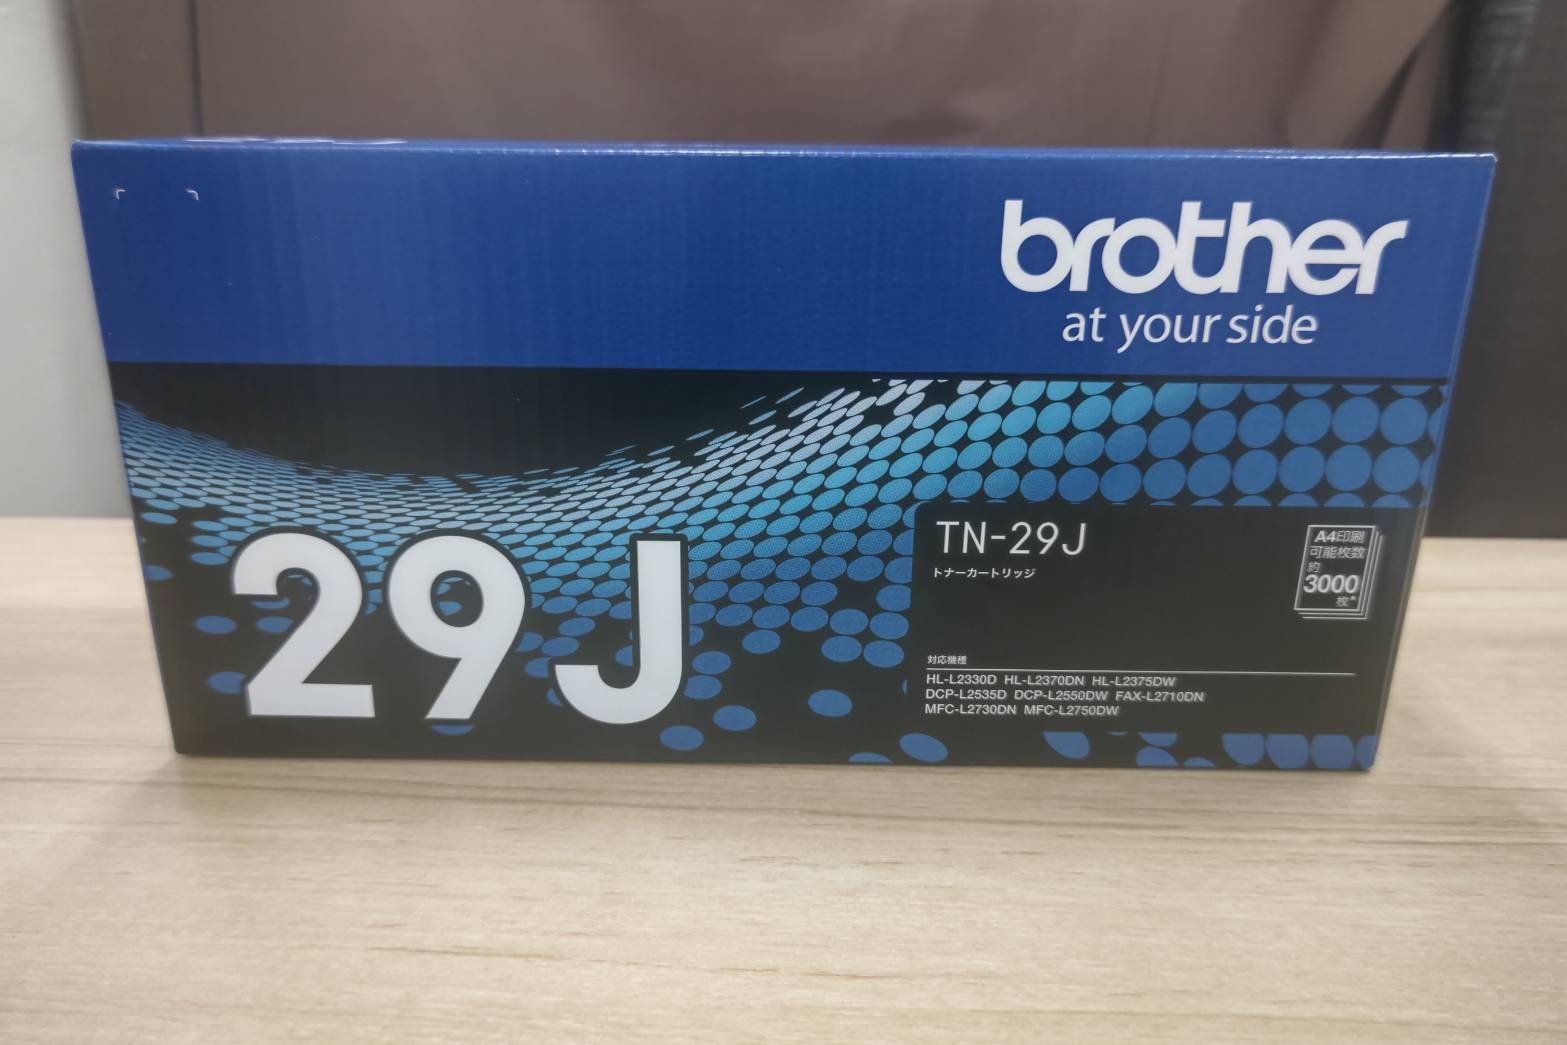 brother
at your side
29J
TN-29J
トナーカートリッジ
A4印刷
可能枚数
約
3000
枚*
対応機種
HL-L2330D HL-L2370DN HL-L2375DW
DCP-L2535D DCP-L2550DW FAX-L2710DN
MFC-L2730DN MFC-L2750DW